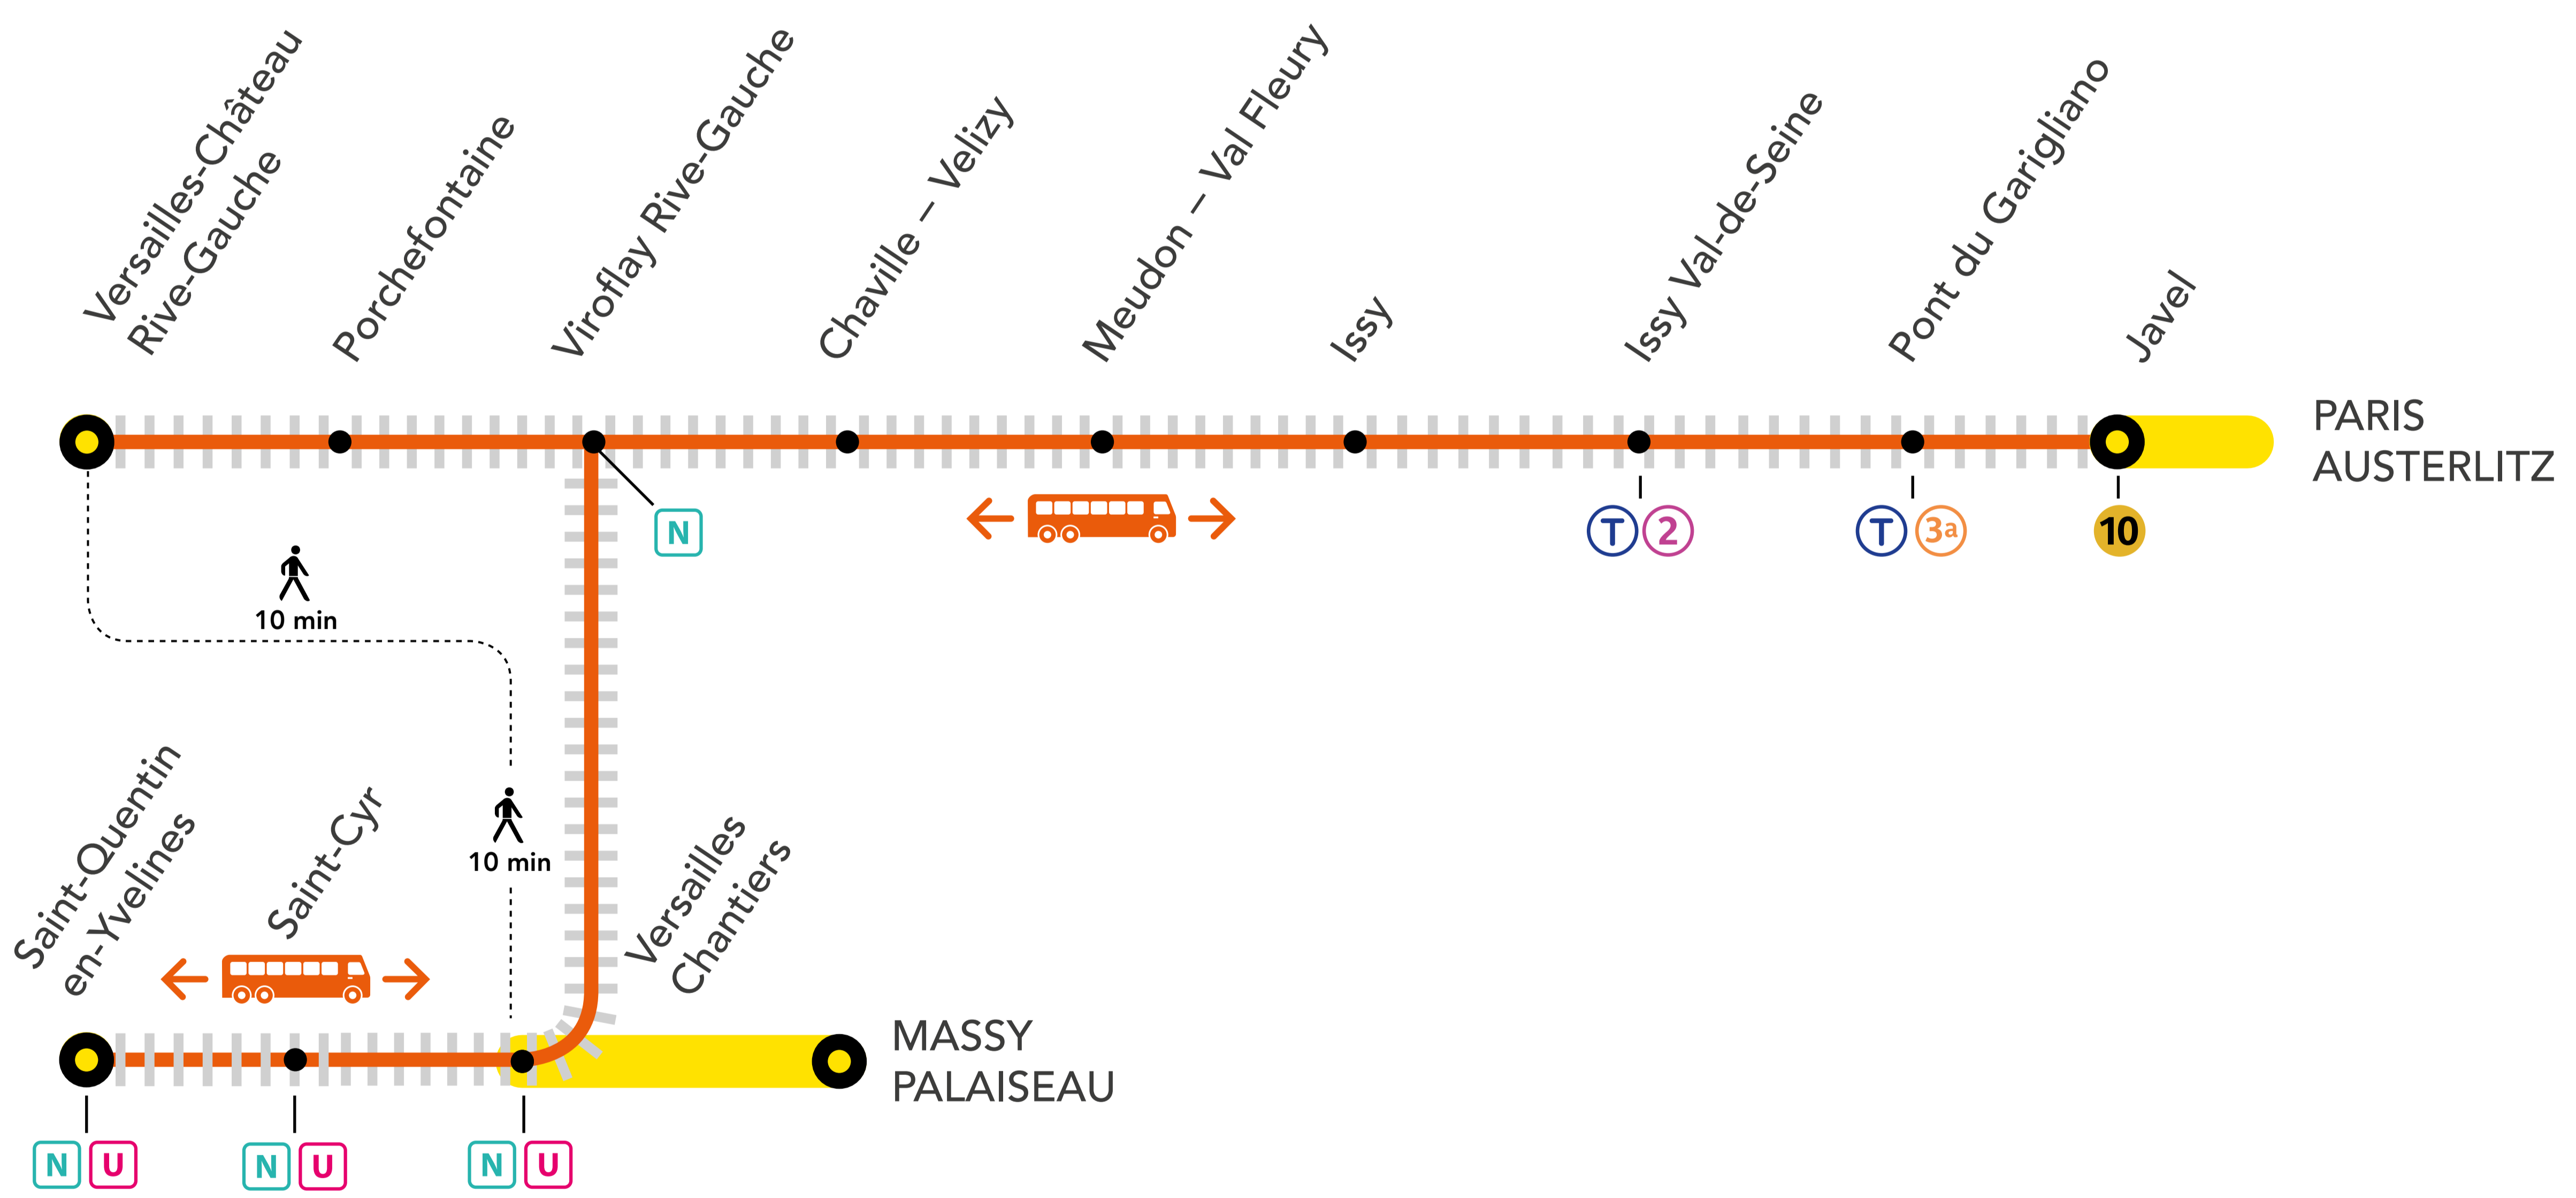 Versailles-Château
Rive-Gauche
Porchefontaine
Viroflay Rive-Gauche
Chaville – Velizy
Meudon – Val Fleury
Issy
Issy Val-de-Seine
Pont du Garigliano
Javel
PARIS
AUSTERLITZ
N
T 2
T 3a
10
10 min
10 min
Saint-Quentin
en-Yvelines
Saint-Cyr
Versailles
Chantiers
MASSY
PALAISEAU
N U
N U
N U